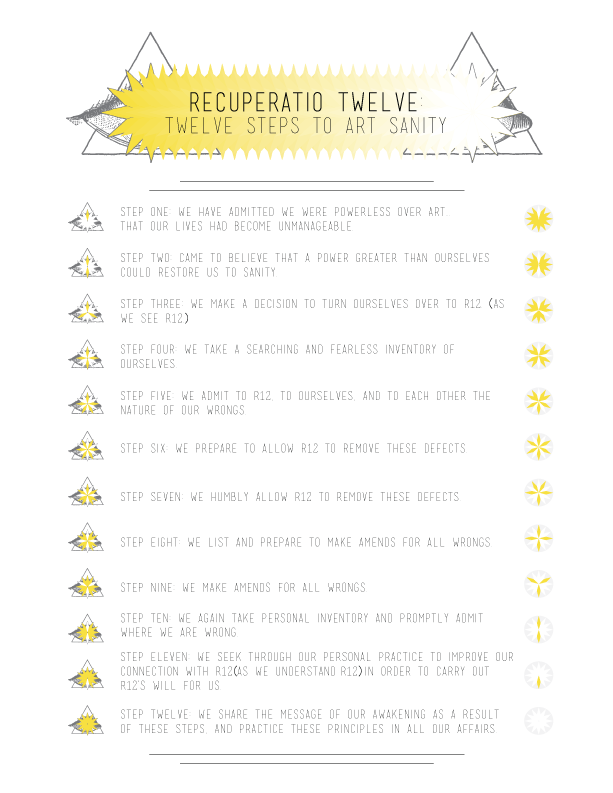 RECUPERATIO TWELVE:
TWELVE STEPS TO ART SANITY
STEP ONE: WE HAVE ADMITTED WE WERE POWERLESS OVER ART,
THAT OUR LIVES HAD BECOME UNMANAGEABLE
STEP TWO: CAME TO BELIEVE THAT A POWER GREATER THAN OURSELVES
COULD RESTORE US TO SANITY
STEP THREE: WE MAKE A DECISION TO TURN OURSELVES OVER TO R12 (AS
WE SEE R12)
STEP FOUR: WE TAKE A SEARCHING AND FEARLESS INVENTORY OF
OURSELVES
STEP FIVE: WE ADMIT TO R12, TO OURSELVES, AND TO EACH OTHER THE
NATURE OF OUR WRONGS
STEP SIX: WE PREPARE TO ALLOW R12 TO REMOVE THESE DEFECTS
STEP SEVEN: WE HUMBLY ALLOW R12 TO REMOVE THESE DEFECTS
STEP EIGHT: WE LIST AND PREPARE TO MAKE AMENDS FOR ALL WRONGS.
STEP NINE: WE MAKE AMENDS FOR ALL WRONGS.
STEP TEN: WE AGAIN TAKE PERSONAL INVENTORY AND PROMPTLY ADMIT
WHERE WE ARE WRONG
STEP ELEVEN: WE SEEK THROUGH OUR PERSONAL PRACTICE TO IMPROVE OUR
CONNECTION WITH R12(AS WE UNDERSTAND R12)IN ORDER TO CARRY OUT
R12'S WILL FOR US
STEP TWELVE: WE SHARE THE MESSAGE OF OUR AWAKENING AS A RESULT
OF THESE STEPS, AND PRACTICE THESE PRINCIPLES IN ALL OUR AFFAIRS